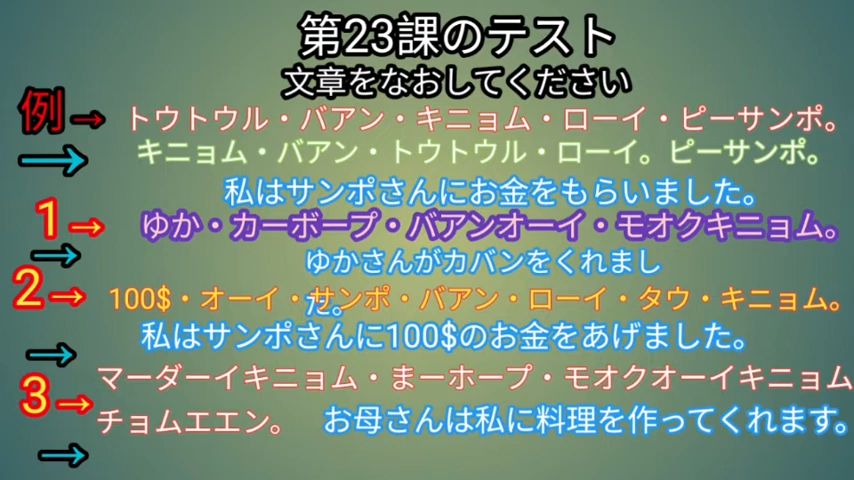 第23課のテスト
文章をなおしてください
例→ トウトウル・バアン・キニョム・ローイ・ピーサンポ。
→ キニョム・バアン・トウトウル・ローイ。ピーサンポ。
私はサンポさんにお金をもらいました。
1→ ゆか・カーボープ・バアンオーイ・モオクキニョム。
→ ゆかさんがカバンをくれまし
た。
2→ 100$・オーイ・サンポ・バアン・ローイ・タウ・キニョム。
私はサンポさんに100$のお金をあげました。
→
3→ マーダーイキニョム・まーホープ・モオクオーイキニョム
チョムエエン。 お母さんは私に料理を作ってくれます。
→